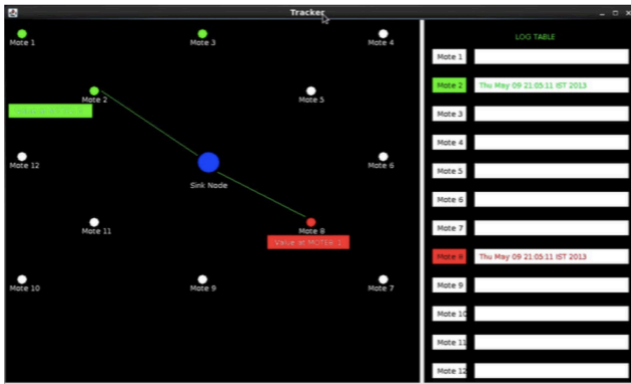 Tracker
Mote 1
Mote 3
Mote 4
Mote 2
Mote 5
Mote 12
Sink Node
Mote 6
Mote 11
Mote 8
Value at MOTE#
Mote 10
Mote 9
Mote 7
LOG TABLE
Mote 1
Mote 2 Thu May 09 21:05:11 IST 2013
Mote 3
Mote 4
Mote 5
Mote 6
Mote 7
Mote 8 Thu May 09 21:05:11 IST 2013
Mote 9
Mote 10
Mote 11
Mote 12